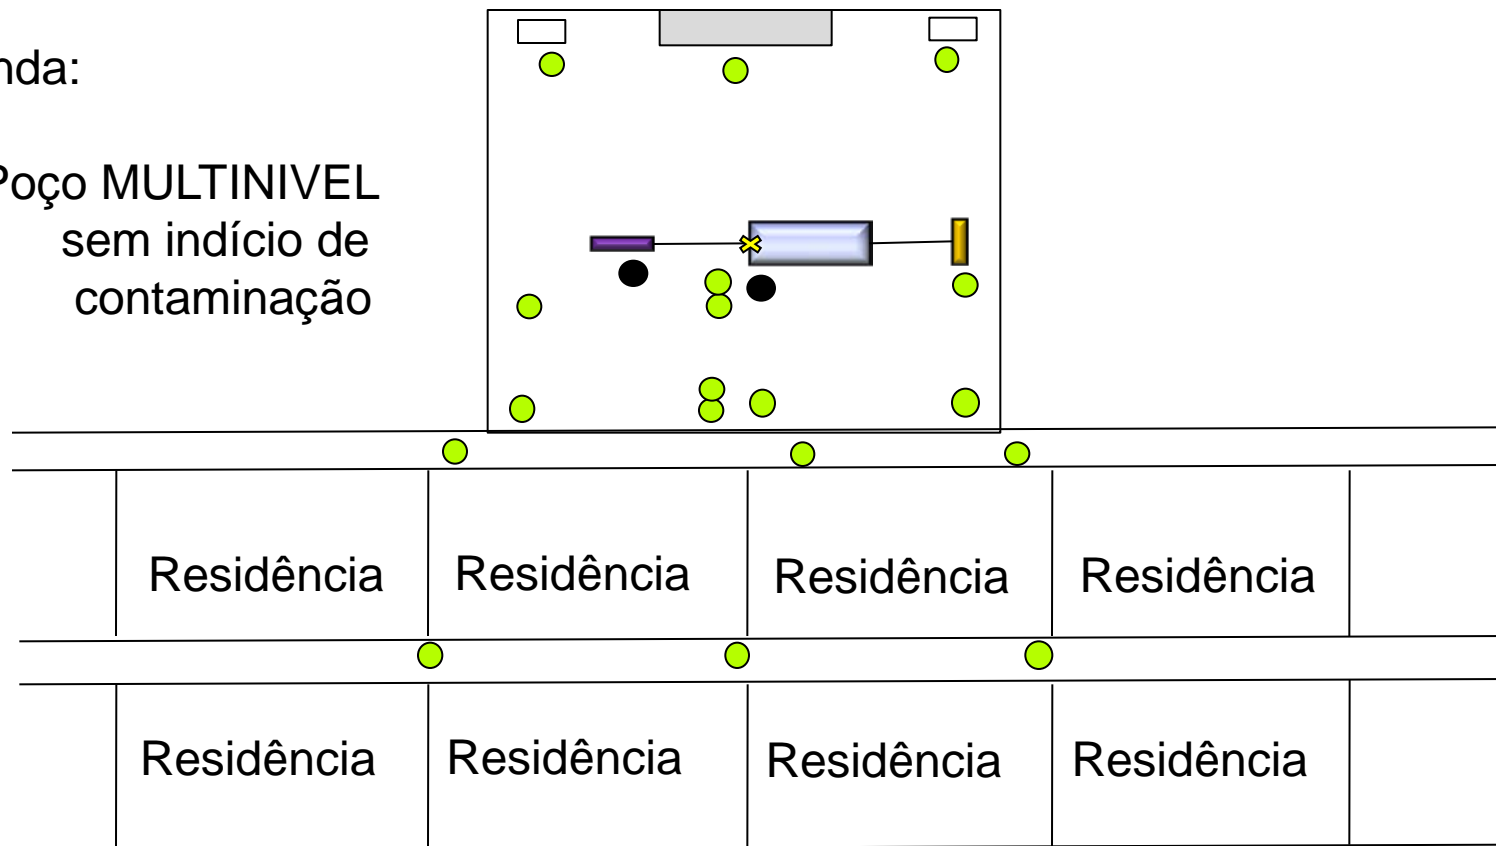 nda:
Poço MULTINIVEL
sem indício de
contaminação
Residência Residência Residência Residência
Residência Residência Residência Residência